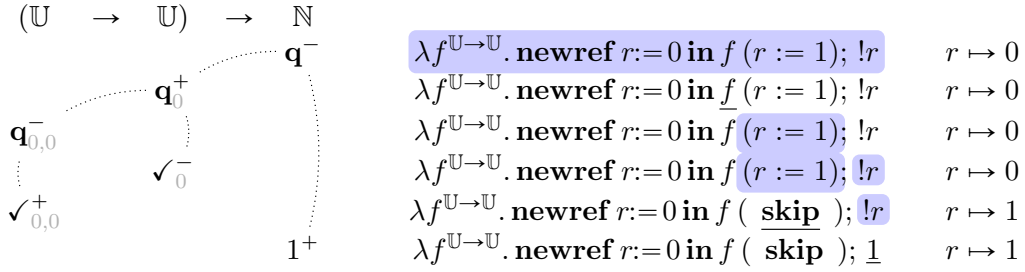 (𝕌 → 𝕌) → ℕ
q⁻ λf^{𝕌→𝕌}. newref r:=0 in f (r := 1); !r r ↦ 0
q₀⁺ λf^{𝕌→𝕌}. newref r:=0 in f (r := 1); !r r ↦ 0
q₀,₀⁻ λf^{𝕌→𝕌}. newref r:=0 in f (r := 1); !r r ↦ 0
✓₀⁻ λf^{𝕌→𝕌}. newref r:=0 in f (r := 1); !r r ↦ 0
✓₀,₀⁺ λf^{𝕌→𝕌}. newref r:=0 in f ( skip ); !r r ↦ 1
1⁺ λf^{𝕌→𝕌}. newref r:=0 in f ( skip ); 1 r ↦ 1